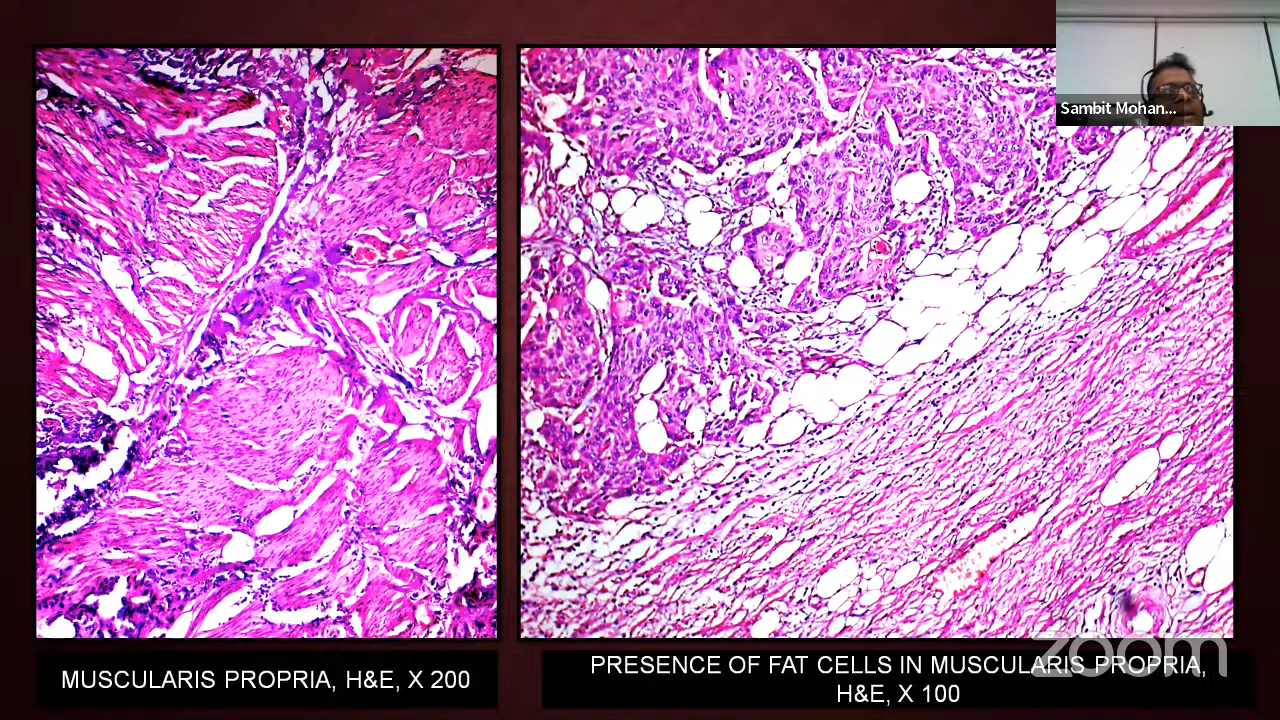 Sambit Mohan...
MUSCULARIS PROPRIA, H&E, X 200
PRESENCE OF FAT CELLS IN MUSCULARIS PROPRIA,
H&E, X 100
zoom